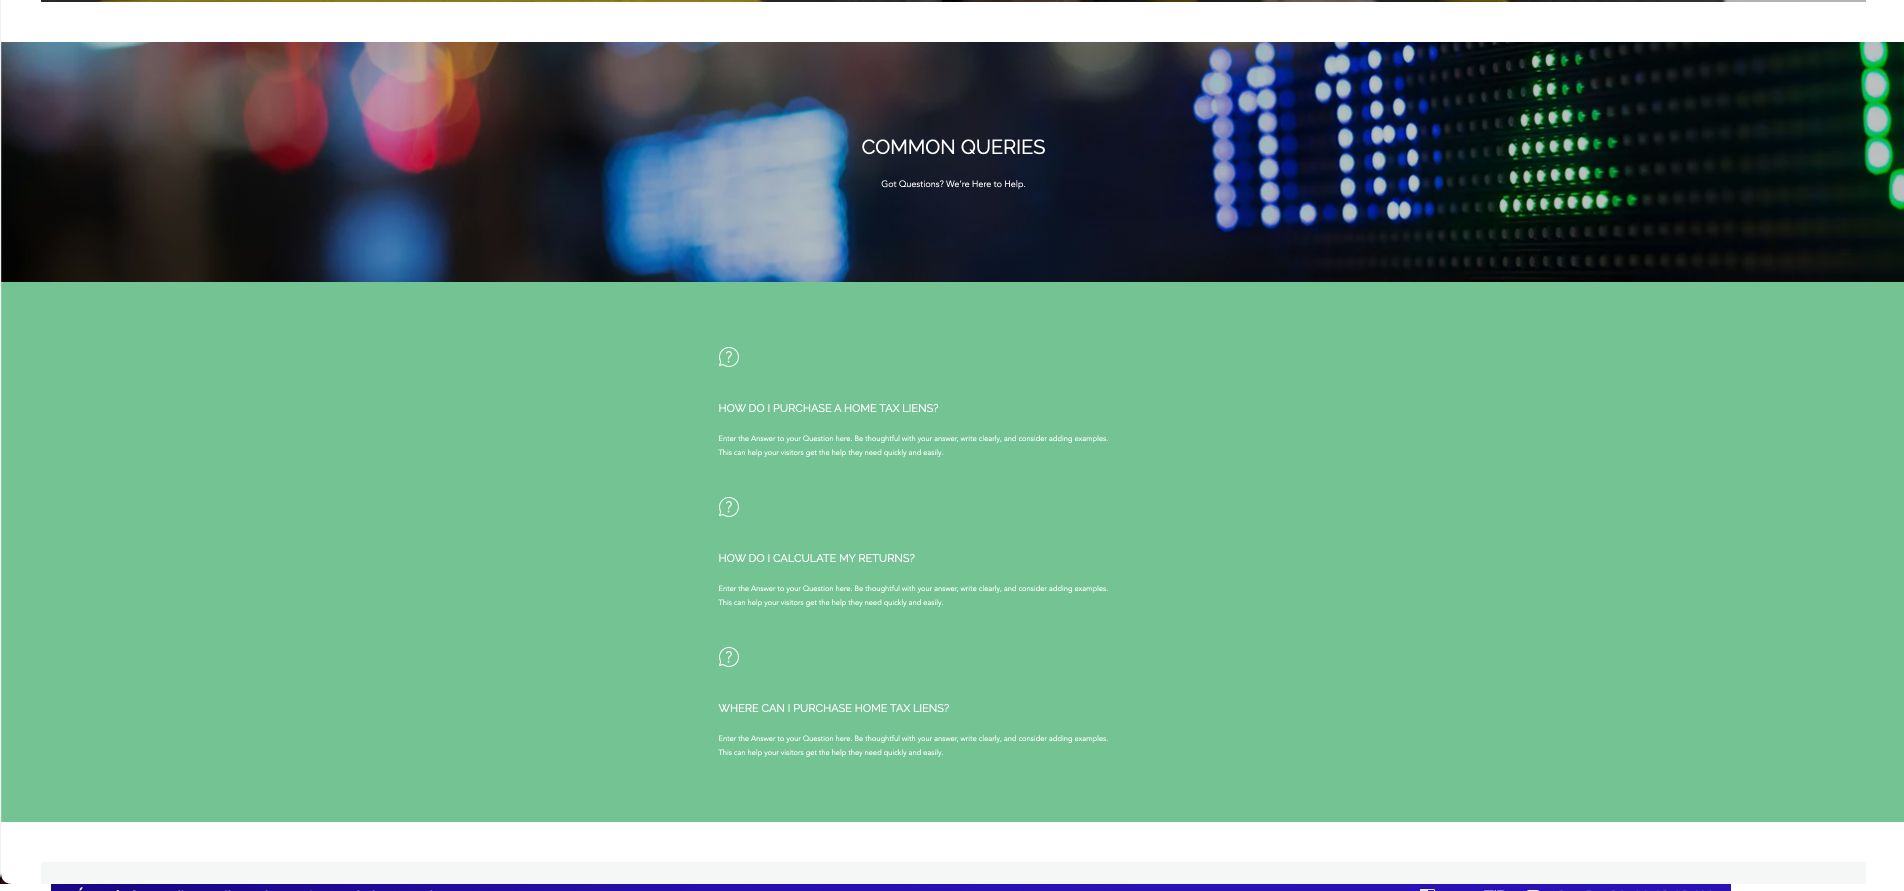 COMMON QUERIES
Got Questions? We're Here to Help.
HOW DO I PURCHASE A HOME TAX LIENS?
Enter the Answer to your Question here. Be thoughtful with your answer, write clearly, and consider adding examples.
This can help your visitors get the help they need quickly and easily.
HOW DO I CALCULATE MY RETURNS?
Enter the Answer to your Question here. Be thoughtful with your answer, write clearly, and consider adding examples.
This can help your visitors get the help they need quickly and easily.
WHERE CAN I PURCHASE HOME TAX LIENS?
Enter the Answer to your Question here. Be thoughtful with your answer, write clearly, and consider adding examples.
This can help your visitors get the help they need quickly and easily.